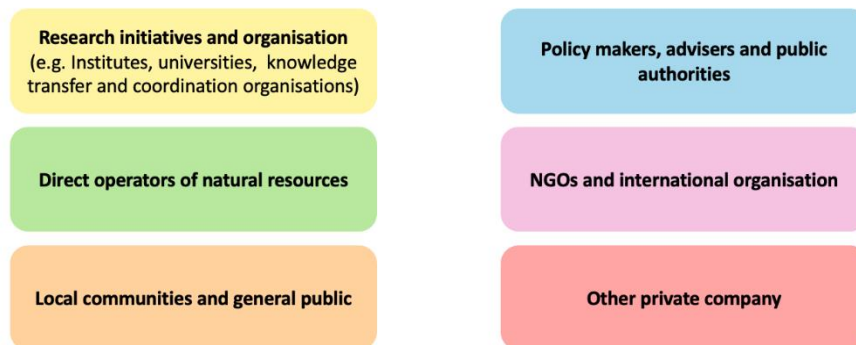 Research initiatives and organisation
(e.g. Institutes, universities, knowledge
transfer and coordination organisations)
Policy makers, advisers and public
authorities
Direct operators of natural resources
NGOs and international organisation
Local communities and general public
Other private company